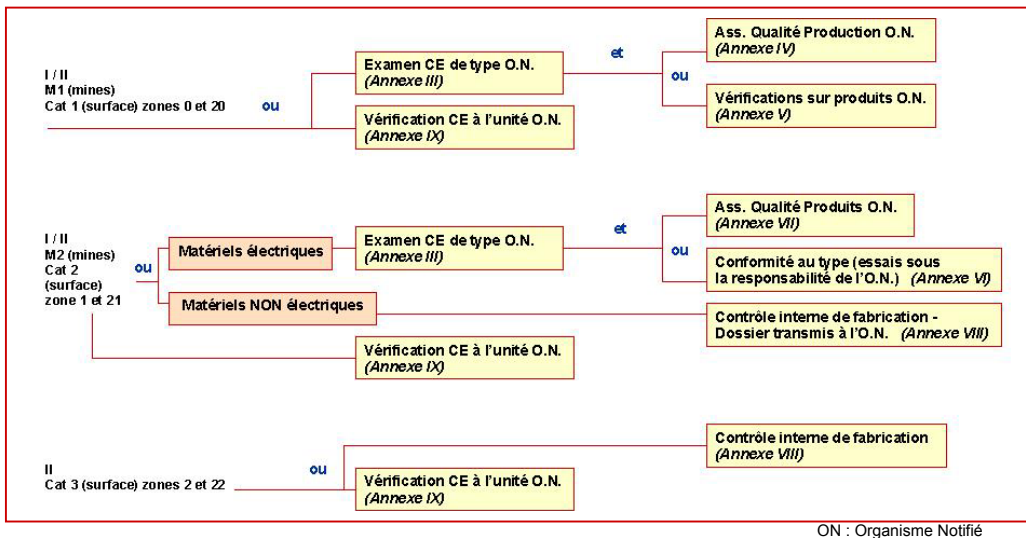 I / II
M1 (mines)
Cat 1 (surface) zones 0 et 20
ou
Examen CE de type O.N.
(Annexe III)
et
Ass. Qualité Production O.N.
(Annexe IV)
ou
Vérifications sur produits O.N.
(Annexe V)
Vérification CE à l'unité O.N.
(Annexe IX)
I / II
M2 (mines)
Cat 2
(surface)
zone 1 et 21
ou
Matériels électriques
Examen CE de type O.N.
(Annexe III)
et
Ass. Qualité Produits O.N.
(Annexe VII)
ou
Conformité au type (essais sous
la responsabilité de l'O.N.) (Annexe VI)
Matériels NON électriques
Contrôle interne de fabrication -
Dossier transmis à l'O.N. (Annexe VIII)
Vérification CE à l'unité O.N.
(Annexe IX)
II
Cat 3 (surface) zones 2 et 22
ou
Contrôle interne de fabrication
(Annexe VIII)
Vérification CE à l'unité O.N.
(Annexe IX)
ON : Organisme Notifié